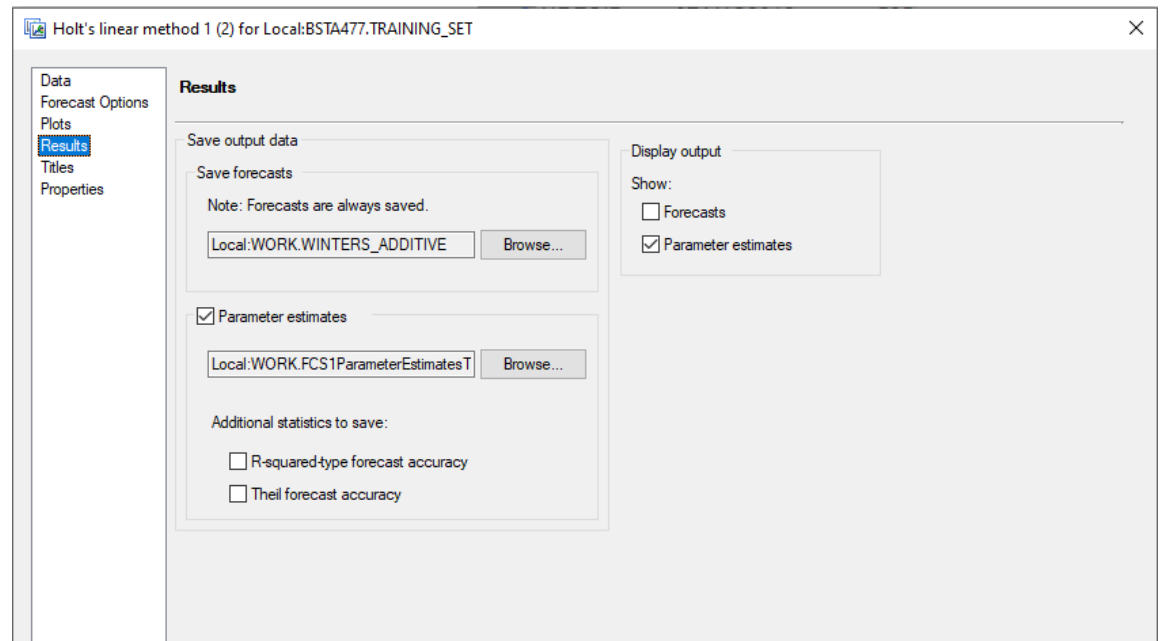 Holt's linear method 1 (2) for Local:BSTA477.TRAINING_SET
Data
Forecast Options
Plots
Results
Titles
Properties
Results
Save output data
Save forecasts
Note: Forecasts are always saved.
Local:WORK.WINTERS_ADDITIVE
Browse...
Parameter estimates
Local:WORK.FCS1ParameterEstimatesT
Browse...
Additional statistics to save:
R-squared-type forecast accuracy
Theil forecast accuracy
Display output
Show:
Forecasts
Parameter estimates